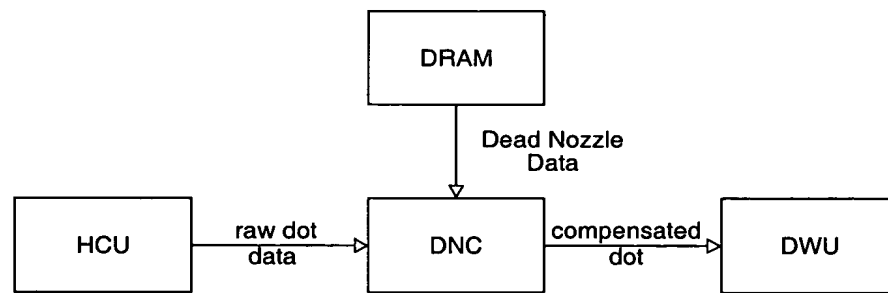 DRAM
Dead Nozzle
Data
HCU
raw dot
data
DNC
compensated
dot
DWU